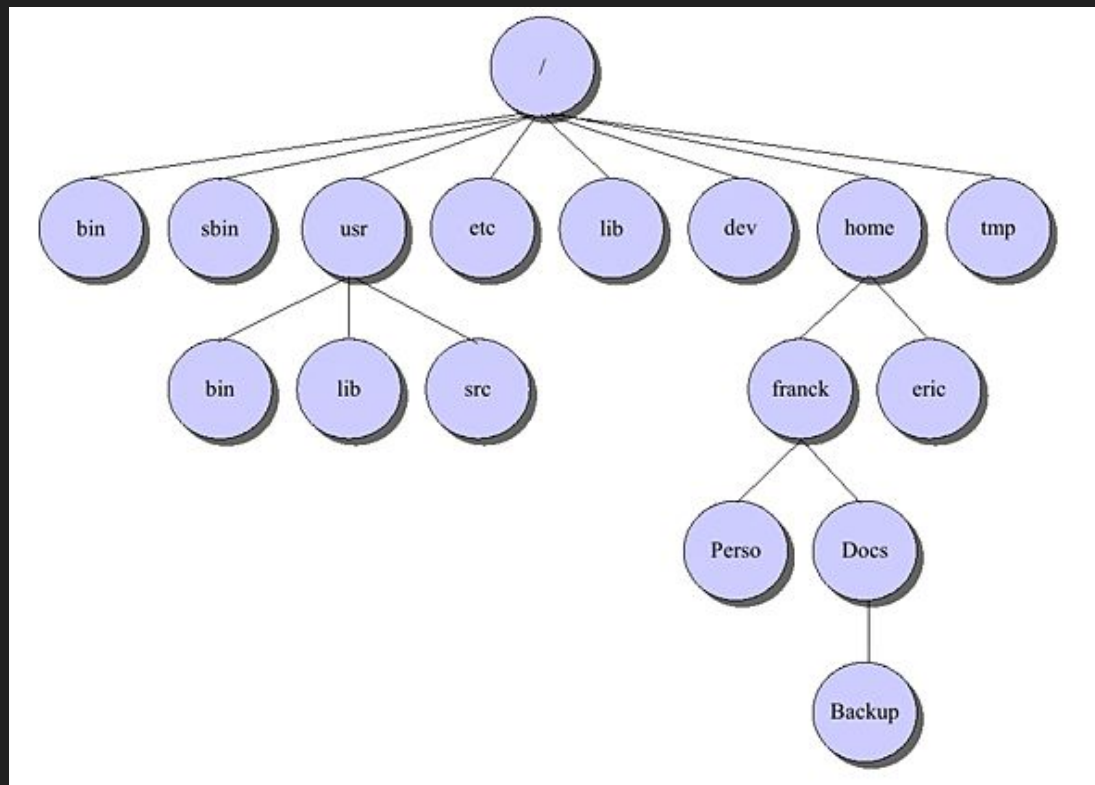 /
bin
sbin
usr
etc
lib
dev
home
tmp
bin
lib
src
franck
eric
Perso
Docs
Backup